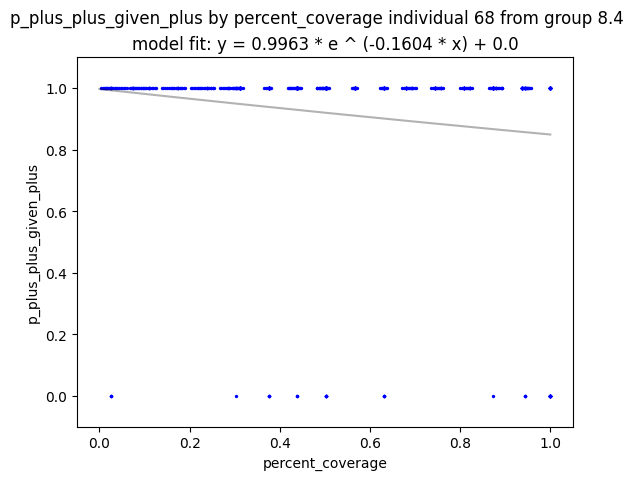 p_plus_plus_given_plus by percent_coverage individual 68 from group 8.4
model fit: y = 0.9963 * e ^ (-0.1604 * x) + 0.0
1.0
0.8
0.6
0.4
0.2
0.0
p_plus_plus_given_plus
0.0 0.2 0.4 0.6 0.8 1.0
percent_coverage